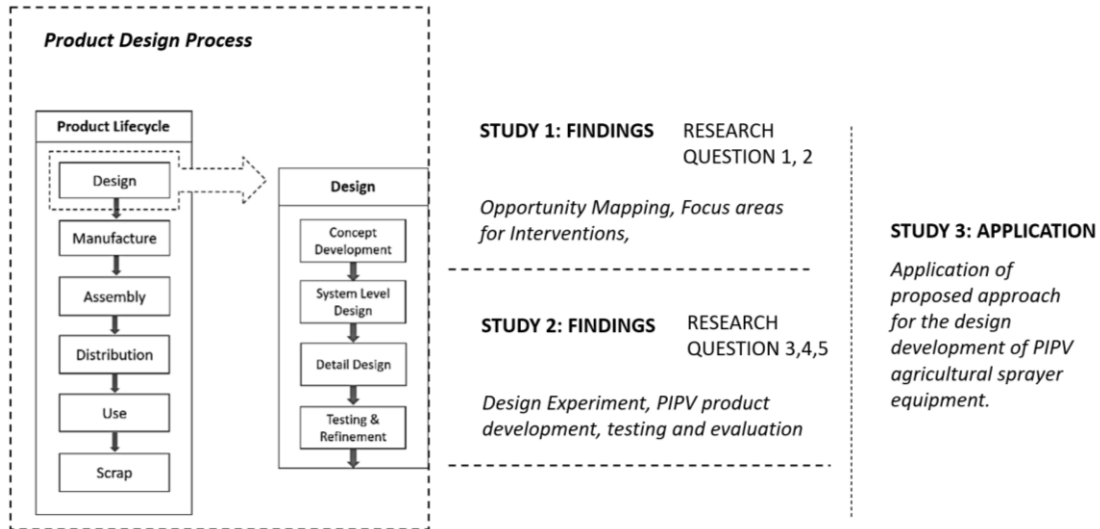 Product Design Process
Product Lifecycle
Design
Manufacture
Assembly
Distribution
Use
Scrap
Design
Concept
Development
System Level
Design
Detail Design
Testing &
Refinement
STUDY 1: FINDINGS
RESEARCH
QUESTION 1, 2
Opportunity Mapping, Focus areas
for Interventions,
STUDY 2: FINDINGS
RESEARCH
QUESTION 3,4,5
Design Experiment, PIPV product
development, testing and evaluation
STUDY 3: APPLICATION
Application of
proposed approach
for the design
development of PIPV
agricultural sprayer
equipment.